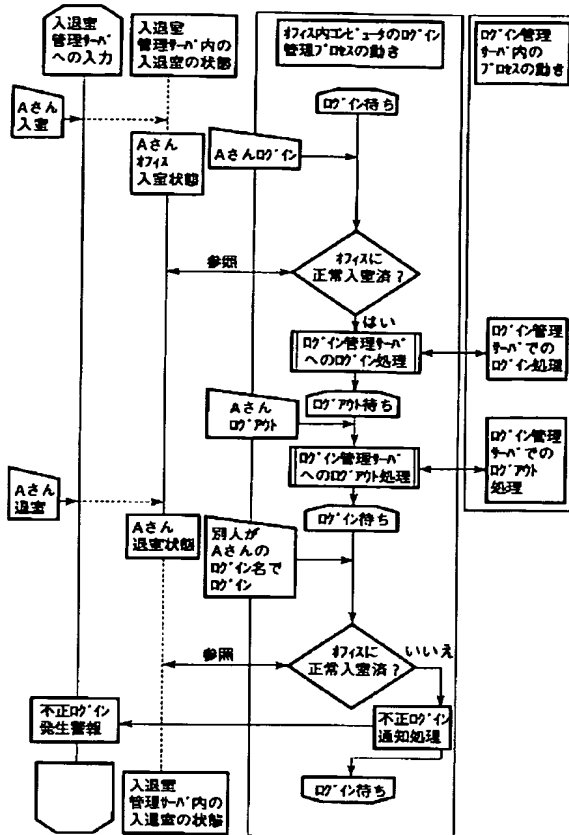 入退室
管理サーバ
への入力
入退室
管理サーバ内の
入退室の状態
オフィス内コンピュータのログイン
管理プロセスの動き
ログイン管理
サーバ内の
プロセスの動き
Aさん
入室
ログイン待ち
Aさんログイン
Aさん
オフィス
入室状態
参照
オフィスに
正常入室済?
はい
ログイン管理サーバ
へのログイン処理
ログイン管理
サーバでの
ログイン処理
ログアウト待ち
Aさん
ログアウト
ログイン管理サーバ
へのログアウト処理
ログイン管理
サーバでの
ログアウト
処理
Aさん
退室
ログイン待ち
Aさん
退室状態
別人が
Aさんの
ログイン名で
ログイン
参照
オフィスに
正常入室済?
いいえ
不正ログイン
発生警報
不正ログイン
通知処理
ログイン待ち
入退室
管理サーバ内の
入退室の状態